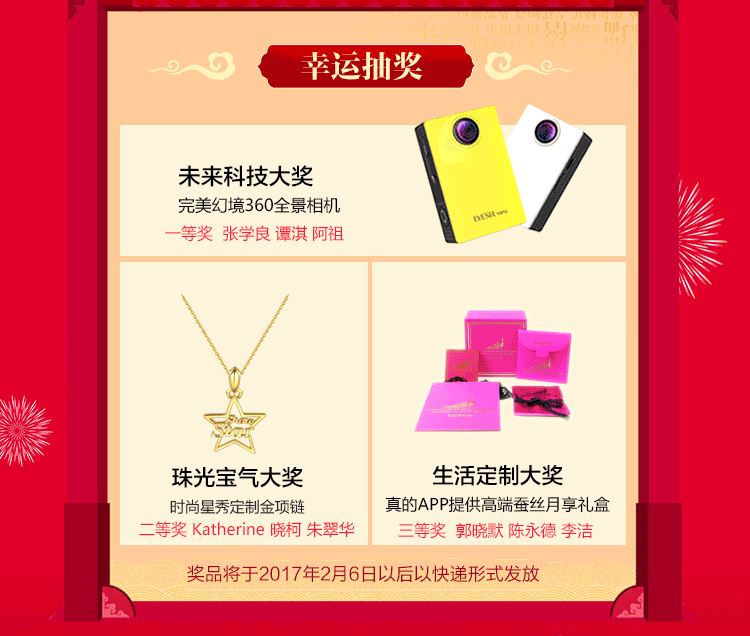 幸运抽奖
未来科技大奖
完美幻境360全景相机
一等奖 张学良 谭淇 阿祖
珠光宝气大奖
时尚星秀定制金项链
二等奖 Katherine 晓柯 朱翠华
生活定制大奖
真的APP提供高端蚕丝月享礼盒
三等奖 郭晓默 陈永德 李洁
奖品将于2017年2月6日以后以快递形式发放